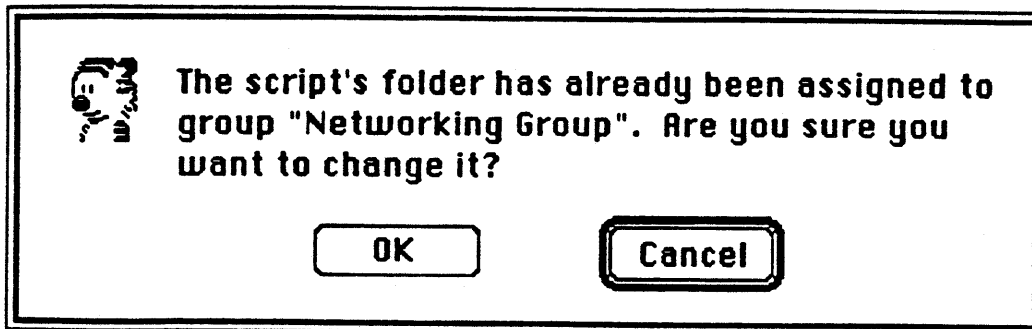 The script's folder has already been assigned to
group "Networking Group".  Are you sure you
want to change it?
OK
Cancel